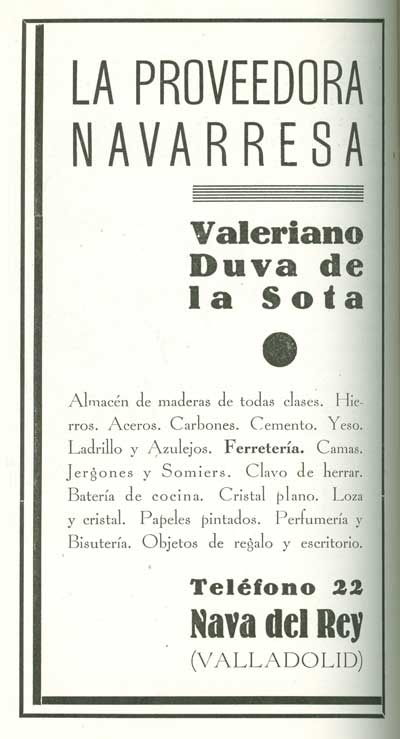 LA PROVEEDORA
NAVARRESA
Valeriano
Duva de
la Sota
Almacén de maderas de todas clases. Hie-
rros. Aceros. Carbones. Cemento. Yeso.
Ladrillo y Azulejos. Ferretería. Camas.
Jergones y Somiers. Clavo de herrar.
Batería de cocina. Cristal plano. Loza
y cristal. Papeles pintados. Perfumería y
Bisutería. Objetos de regalo y escritorio.
Teléfono 22
Nava del Rey
(VALLADOLID)